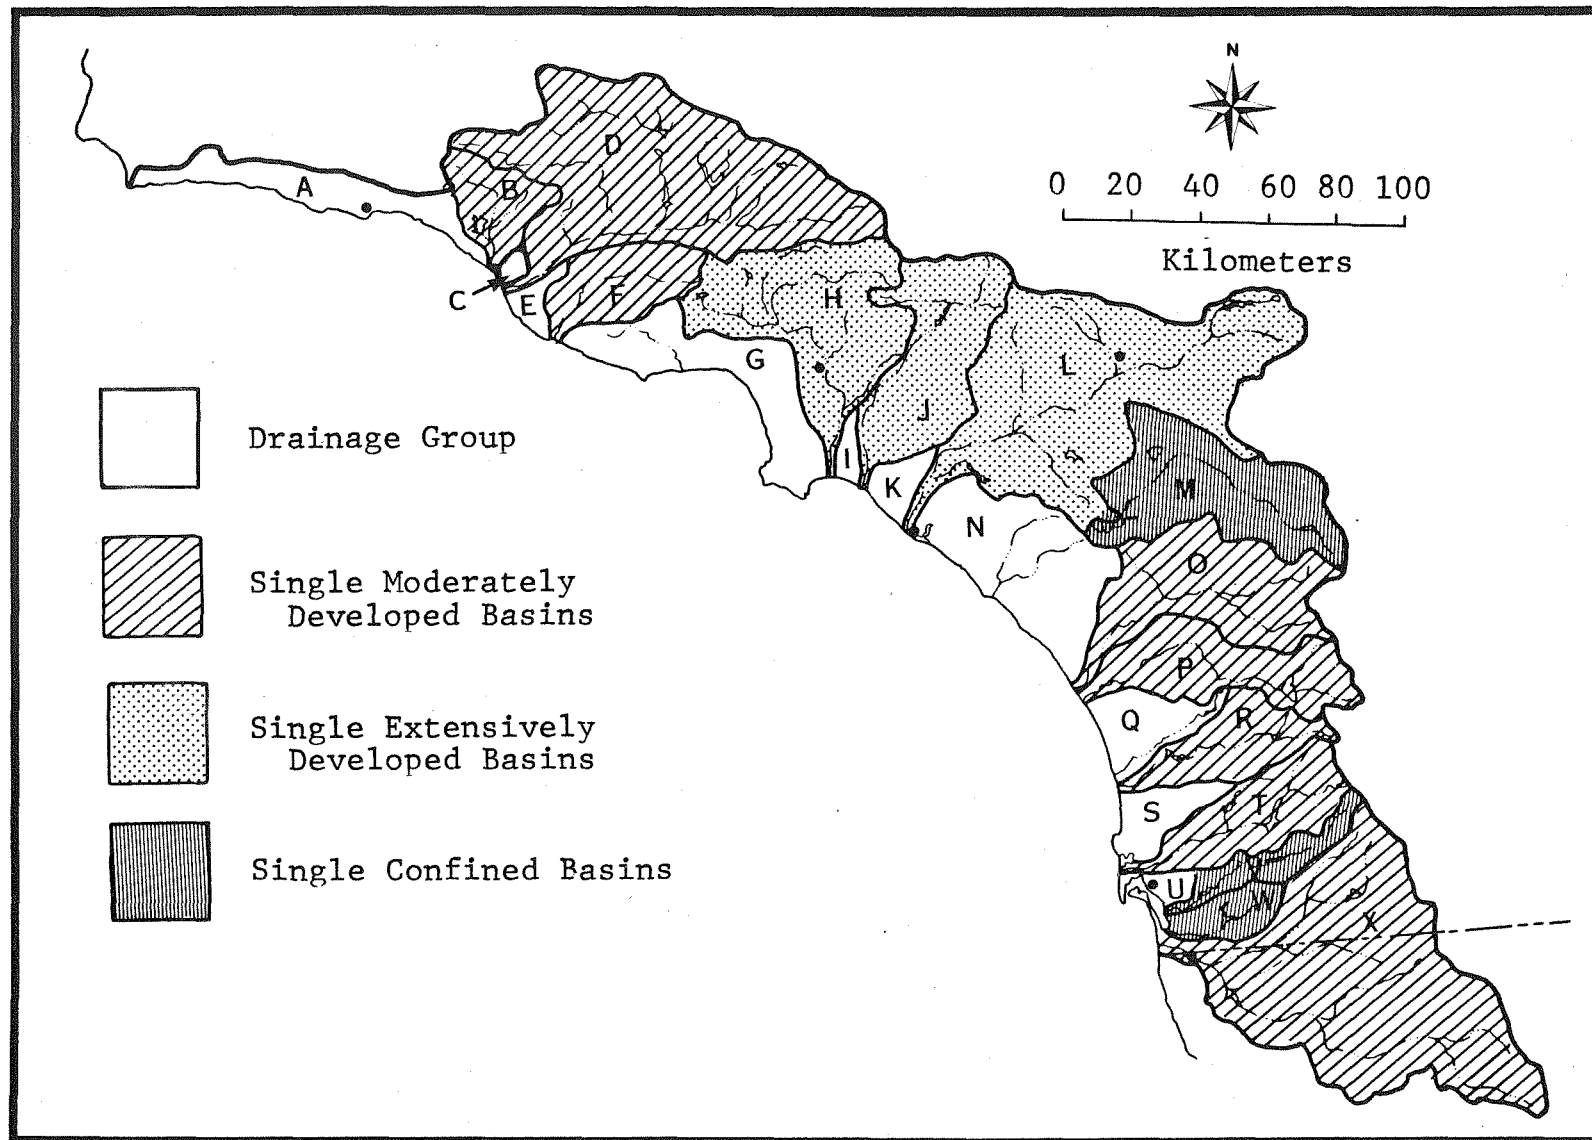 N
0 20 40 60 80 100
Kilometers
A
B
C
D
E
F
G
H
I
J
K
L
M
N
O
P
Q
R
S
T
U
W
X
Drainage Group
Single Moderately
Developed Basins
Single Extensively
Developed Basins
Single Confined Basins